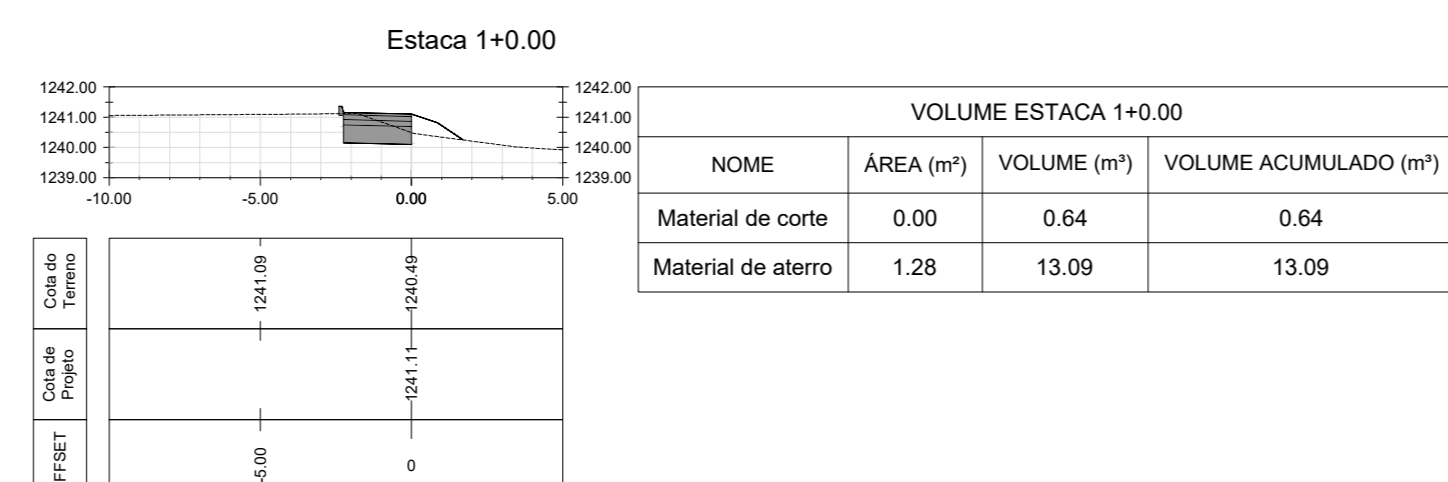 Estaca 1+0.00
1242.00
1241.00
1240.00
1239.00
1242.00
1241.00
1240.00
1239.00
-10.00 -5.00 0.00 5.00
VOLUME ESTACA 1+0.00
NOME ÁREA (m²) VOLUME (m³) VOLUME ACUMULADO (m³)
Material de corte 0.00 0.64 0.64
Material de aterro 1.28 13.09 13.09
Cota do
Terreno
1241.09 1240.49
Cota de
Projeto
1241.11
FFSET
-5.00 0